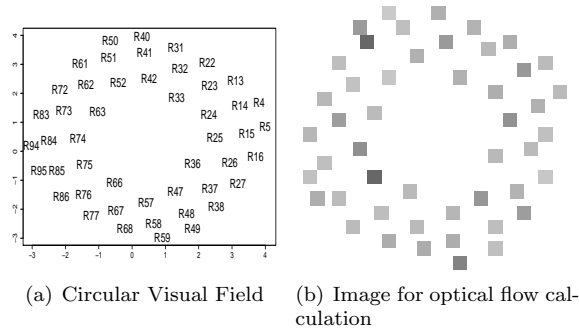 4
3
2
1
0
−1
−2
−3
R40
R50
R31
R41
R51
R22
R61
R32
R13
R52
R42
R62
R23
R72
R4
R33
R14
R73
R63
R24
R83
R5
R15
R74
R25
R84
R94
R16
R75
R36
R26
R95
R85
R66
R27
R76
R47
R37
R86
R57
R38
R67
R48
R77
R58
R68
R49
R59
−3 −2 −1 0 1 2 3 4
(a) Circular Visual Field
(b) Image for optical flow cal-
culation